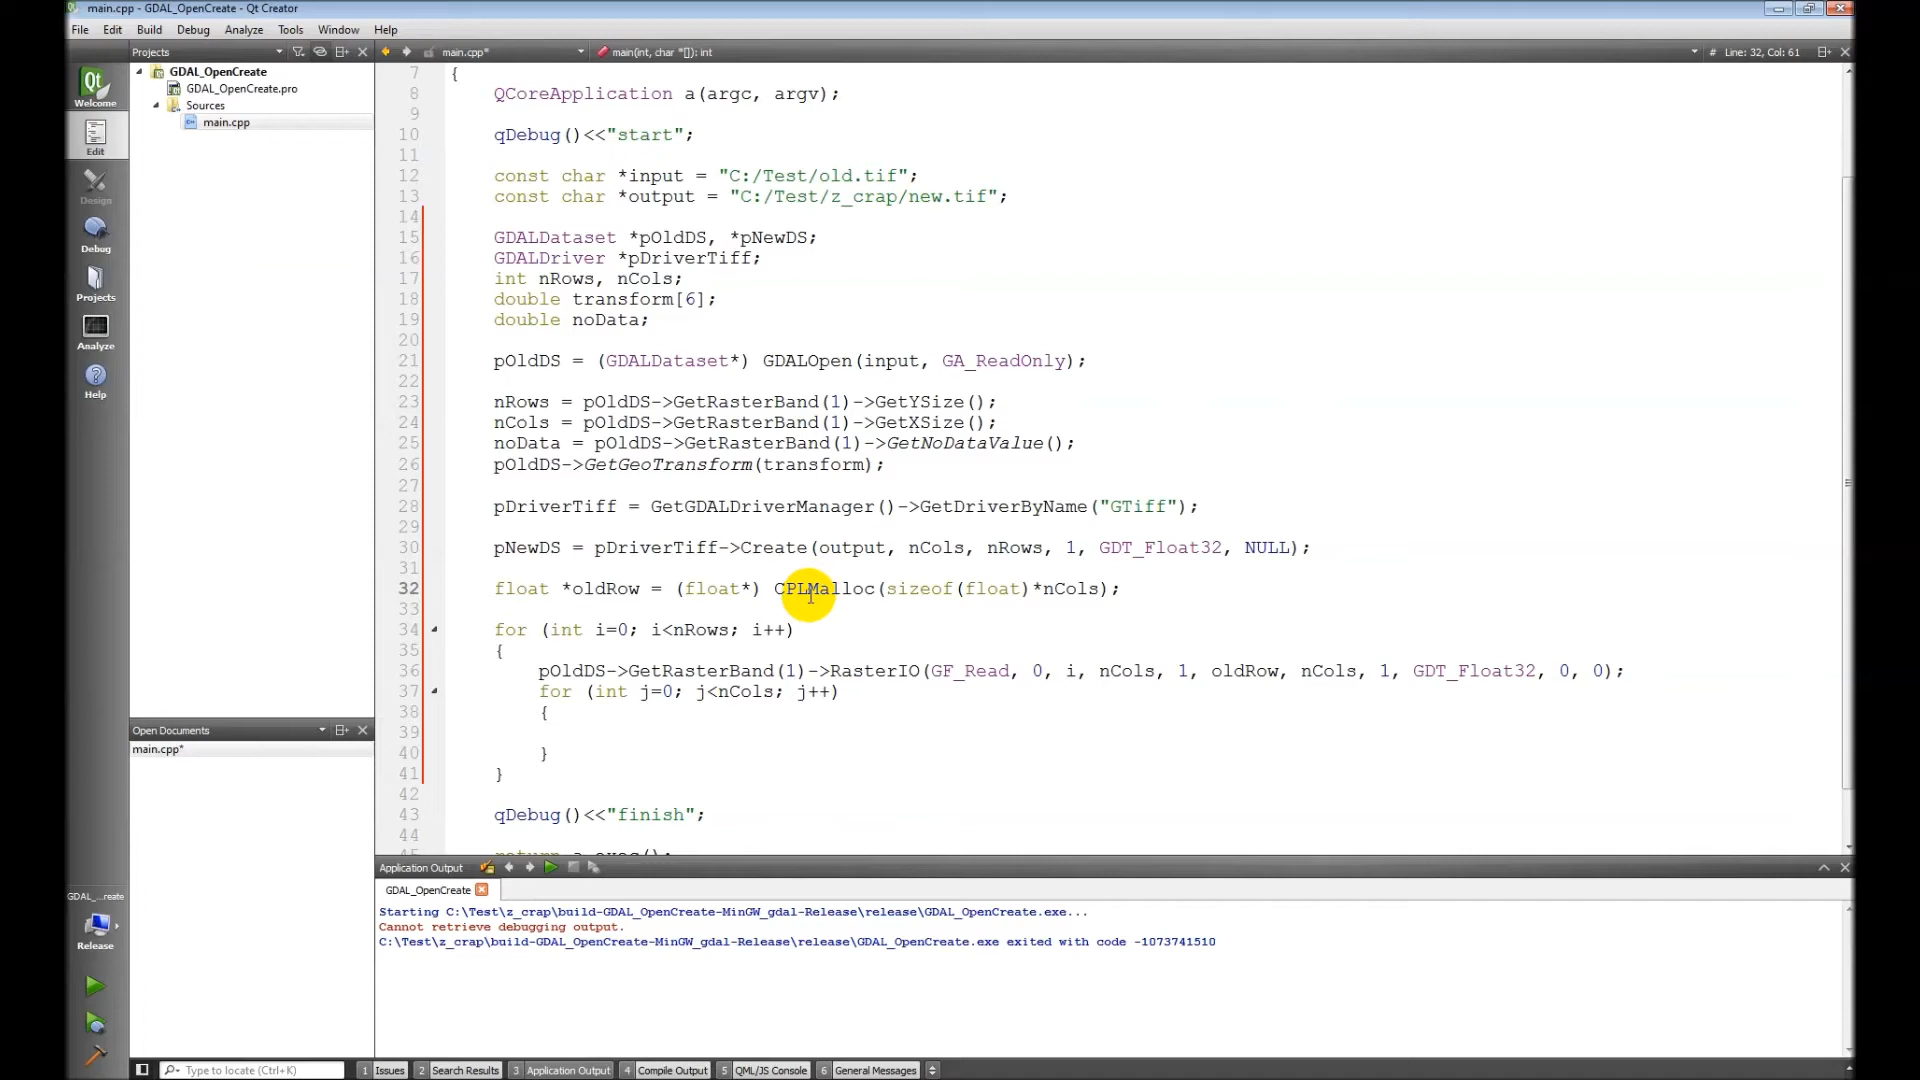 main.cpp - GDAL_OpenCreate - Qt Creator
File Edit Build Debug Analyze Tools Window Help
Projects main.cpp* main(int, char *[]): int # Line: 32, Col: 61
GDAL_OpenCreate
GDAL_OpenCreate.pro
Sources
main.cpp
Qt
Welcome
Edit
Design
Debug
Projects
Analyze
Help
7 {
8 QCoreApplication a(argc, argv);
9
10 qDebug()<<"start";
11
12 const char *input = "C:/Test/old.tif";
13 const char *output = "C:/Test/z_crap/new.tif";
14
15 GDALDataset *pOldDS, *pNewDS;
16 GDALDriver *pDriverTiff;
17 int nRows, nCols;
18 double transform[6];
19 double noData;
20
21 pOldDS = (GDALDataset*) GDALOpen(input, GA_ReadOnly);
22
23 nRows = pOldDS->GetRasterBand(1)->GetYSize();
24 nCols = pOldDS->GetRasterBand(1)->GetXSize();
25 noData = pOldDS->GetRasterBand(1)->GetNoDataValue();
26 pOldDS->GetGeoTransform(transform);
27
28 pDriverTiff = GetGDALDriverManager()->GetDriverByName("GTiff");
29
30 pNewDS = pDriverTiff->Create(output, nCols, nRows, 1, GDT_Float32, NULL);
31
32 float *oldRow = (float*) CPLMalloc(sizeof(float)*nCols);
33
34 for (int i=0; i<nRows; i++)
35 {
36 pOldDS->GetRasterBand(1)->RasterIO(GF_Read, 0, i, nCols, 1, oldRow, nCols, 1, GDT_Float32, 0, 0);
37 for (int j=0; j<nCols; j++)
38 {
39
40 }
41 }
42
43 qDebug()<<"finish";
44
45 return a.exec();
Open Documents
main.cpp*
GDAL_...reate
Release
Application Output
GDAL_OpenCreate
Starting C:\Test\z_crap\build-GDAL_OpenCreate-MinGW_gdal-Release\release\GDAL_OpenCreate.exe...
Cannot retrieve debugging output.
C:\Test\z_crap\build-GDAL_OpenCreate-MinGW_gdal-Release\release\GDAL_OpenCreate.exe exited with code -1073741510
Type to locate (Ctrl+K) 1 Issues 2 Search Results 3 Application Output 4 Compile Output 5 QML/JS Console 6 General Messages